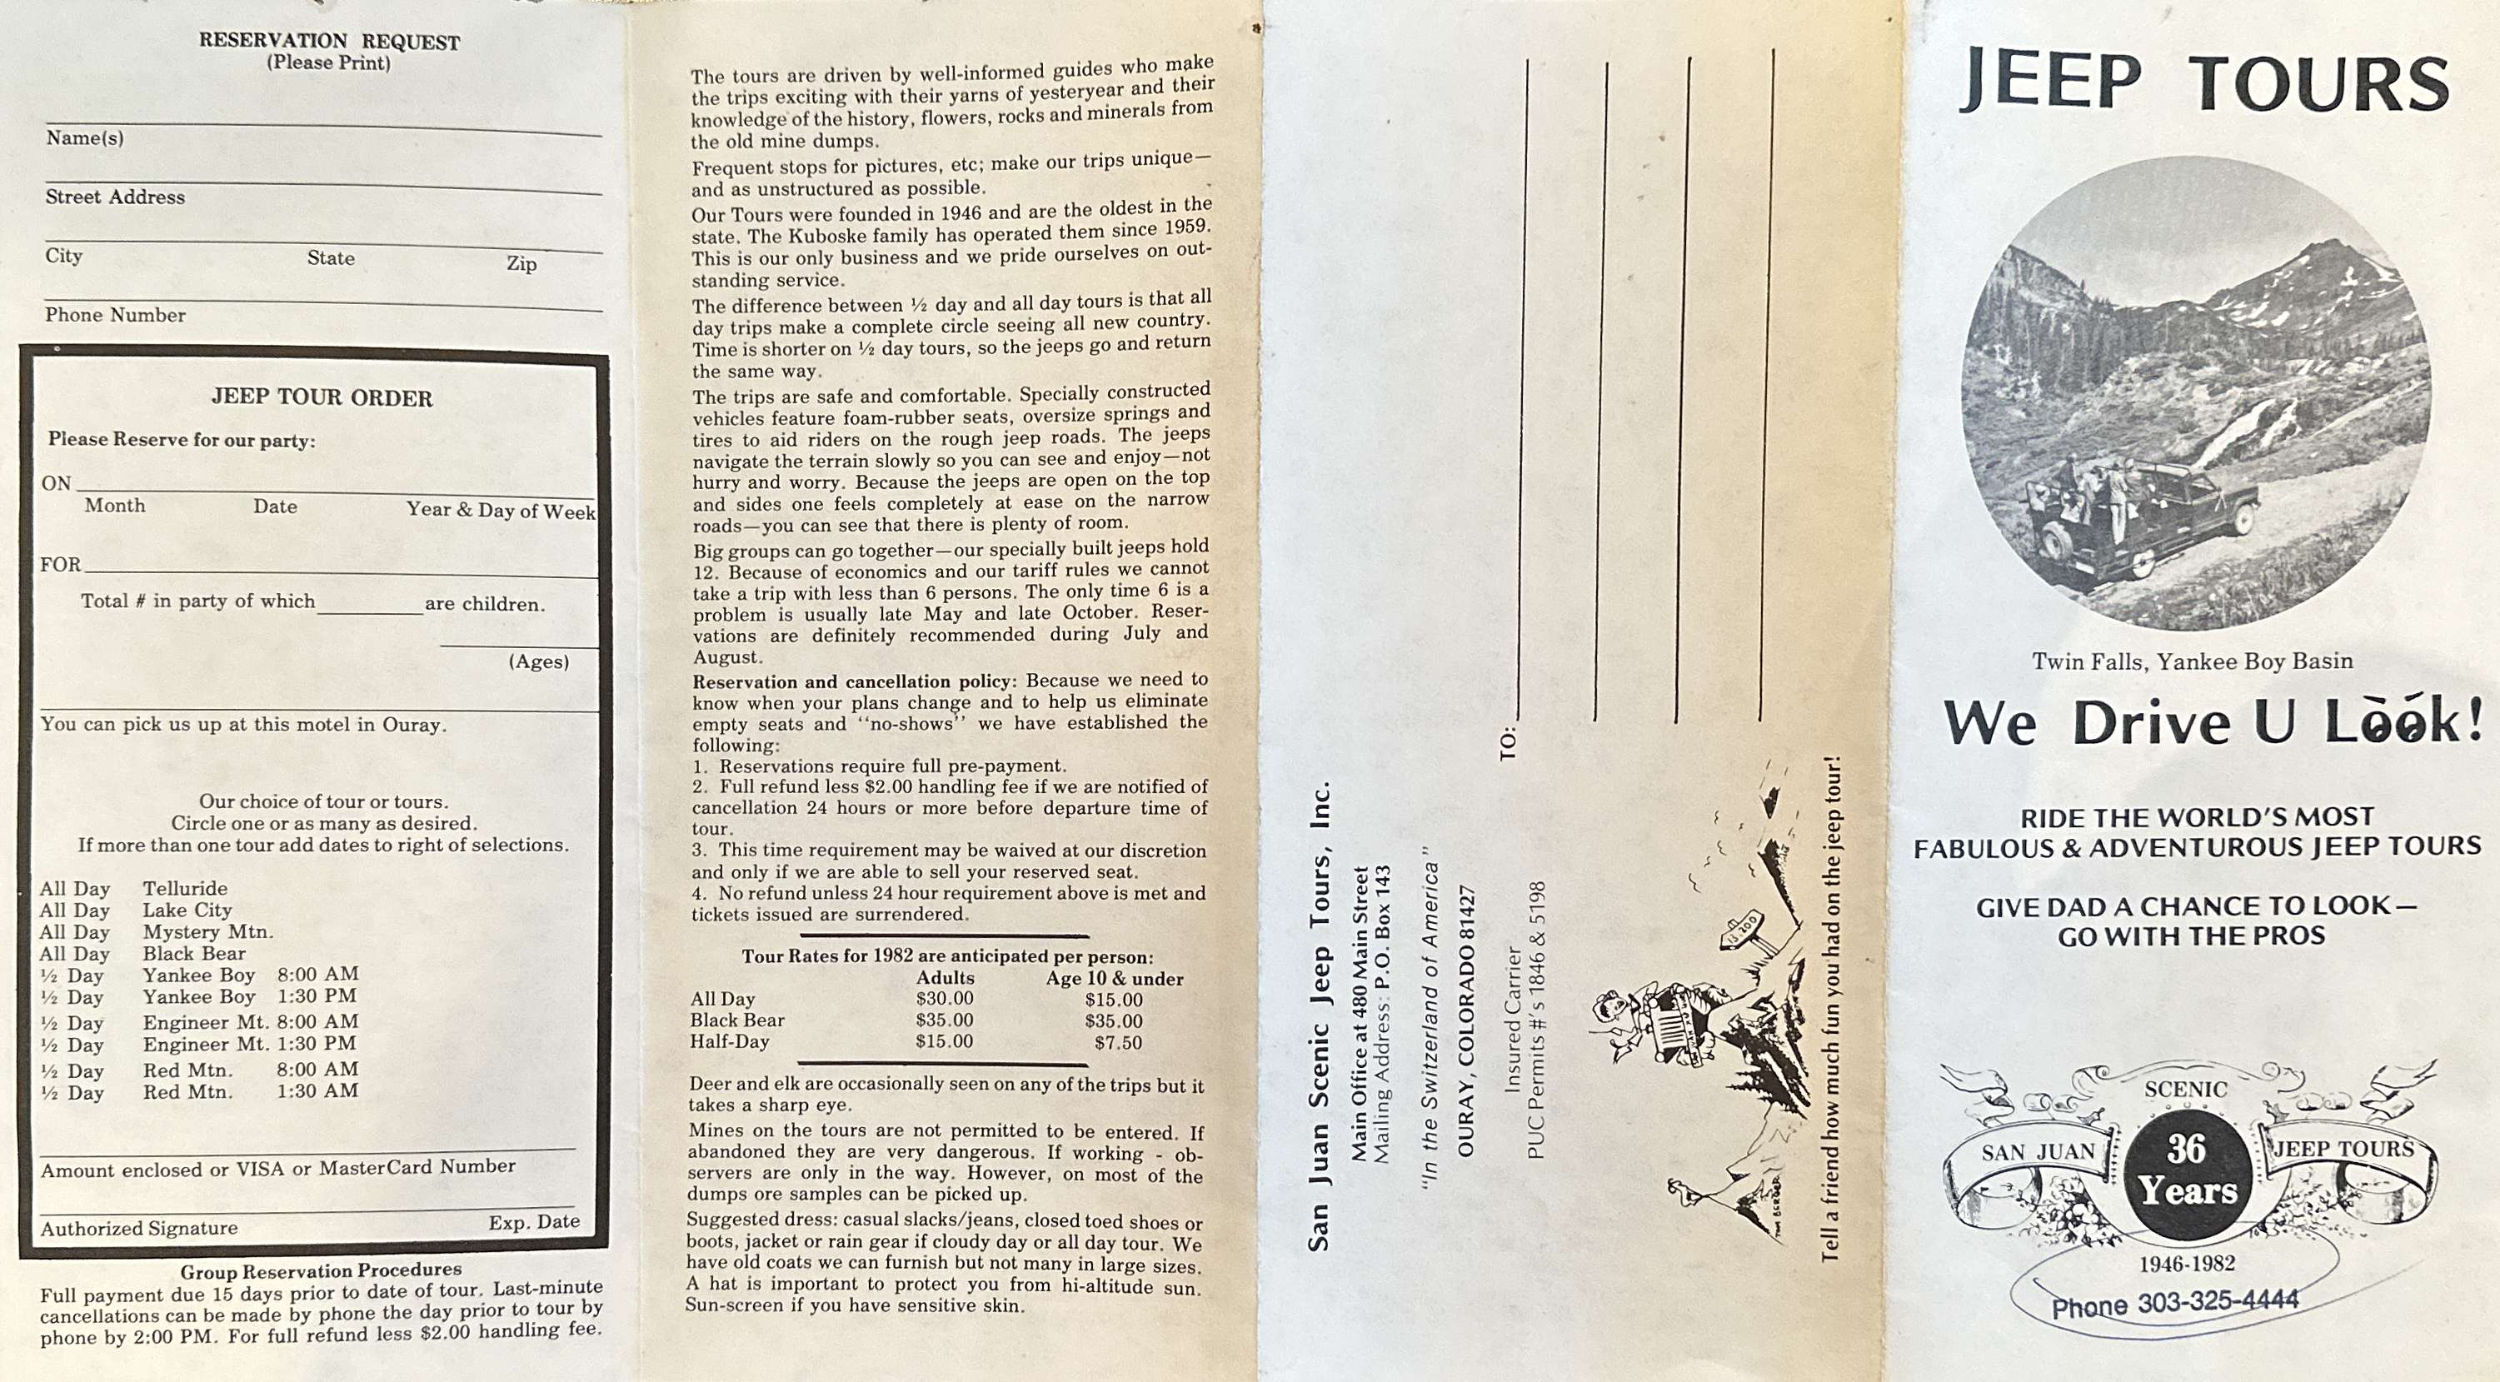 RESERVATION REQUEST
(Please Print)
Name(s)
Street Address
City State Zip
Phone Number
JEEP TOUR ORDER
Please Reserve for our party:
ON
Month Date Year & Day of Week
FOR
Total # in party of which ________ are children.
(Ages)
You can pick us up at this motel in Ouray.
Our choice of tour or tours.
Circle one or as many as desired.
If more than one tour add dates to right of selections.
All Day Telluride
All Day Lake City
All Day Mystery Mtn.
All Day Black Bear
½ Day Yankee Boy 8:00 AM
½ Day Yankee Boy 1:30 PM
½ Day Engineer Mt. 8:00 AM
½ Day Engineer Mt. 1:30 PM
½ Day Red Mtn. 8:00 AM
½ Day Red Mtn. 1:30 AM
Amount enclosed or VISA or MasterCard Number
Authorized Signature Exp. Date
Group Reservation Procedures
Full payment due 15 days prior to date of tour. Last-minute
cancellations can be made by phone the day prior to tour by
phone by 2:00 PM. For full refund less $2.00 handling fee.
The tours are driven by well-informed guides who make
the trips exciting with their yarns of yesteryear and their
knowledge of the history, flowers, rocks and minerals from
the old mine dumps.
Frequent stops for pictures, etc; make our trips unique—
and as unstructured as possible.
Our Tours were founded in 1946 and are the oldest in the
state. The Kuboske family has operated them since 1959.
This is our only business and we pride ourselves on out-
standing service.
The difference between ½ day and all day tours is that all
day trips make a complete circle seeing all new country.
Time is shorter on ½ day tours, so the jeeps go and return
the same way.
The trips are safe and comfortable. Specially constructed
vehicles feature foam-rubber seats, oversize springs and
tires to aid riders on the rough jeep roads. The jeeps
navigate the terrain slowly so you can see and enjoy—not
hurry and worry. Because the jeeps are open on the top
and sides one feels completely at ease on the narrow
roads—you can see that there is plenty of room.
Big groups can go together—our specially built jeeps hold
12. Because of economics and our tariff rules we cannot
take a trip with less than 6 persons. The only time 6 is a
problem is usually late May and late October. Reser-
vations are definitely recommended during July and
August.
Reservation and cancellation policy: Because we need to
know when your plans change and to help us eliminate
empty seats and "no-shows" we have established the
following:
1. Reservations require full pre-payment.
2. Full refund less $2.00 handling fee if we are notified of
cancellation 24 hours or more before departure time of
tour.
3. This time requirement may be waived at our discretion
and only if we are able to sell your reserved seat.
4. No refund unless 24 hour requirement above is met and
tickets issued are surrendered.
Tour Rates for 1982 are anticipated per person:
Adults Age 10 & under
All Day $30.00 $15.00
Black Bear $35.00 $35.00
Half-Day $15.00 $7.50
Deer and elk are occasionally seen on any of the trips but it
takes a sharp eye.
Mines on the tours are not permitted to be entered. If
abandoned they are very dangerous. If working - ob-
servers are only in the way. However, on most of the
dumps ore samples can be picked up.
Suggested dress: casual slacks/jeans, closed toed shoes or
boots, jacket or rain gear if cloudy day or all day tour. We
have old coats we can furnish but not many in large sizes.
A hat is important to protect you from hi-altitude sun.
Sun-screen if you have sensitive skin.
San Juan Scenic Jeep Tours, Inc.
Main Office at 480 Main Street
Mailing Address: P.O. Box 143
"In the Switzerland of America"
OURAY, COLORADO 81427
Insured Carrier
PUC Permits #'s 1846 & 5198
TO:
13,200
TOM BERGER
Tell a friend how much fun you had on the jeep tour!
JEEP TOURS
Twin Falls, Yankee Boy Basin
We Drive U Look!
RIDE THE WORLD'S MOST
FABULOUS & ADVENTUROUS JEEP TOURS
GIVE DAD A CHANCE TO LOOK—
GO WITH THE PROS
SCENIC
SAN JUAN 36 Years JEEP TOURS
1946-1982
Phone 303-325-4444